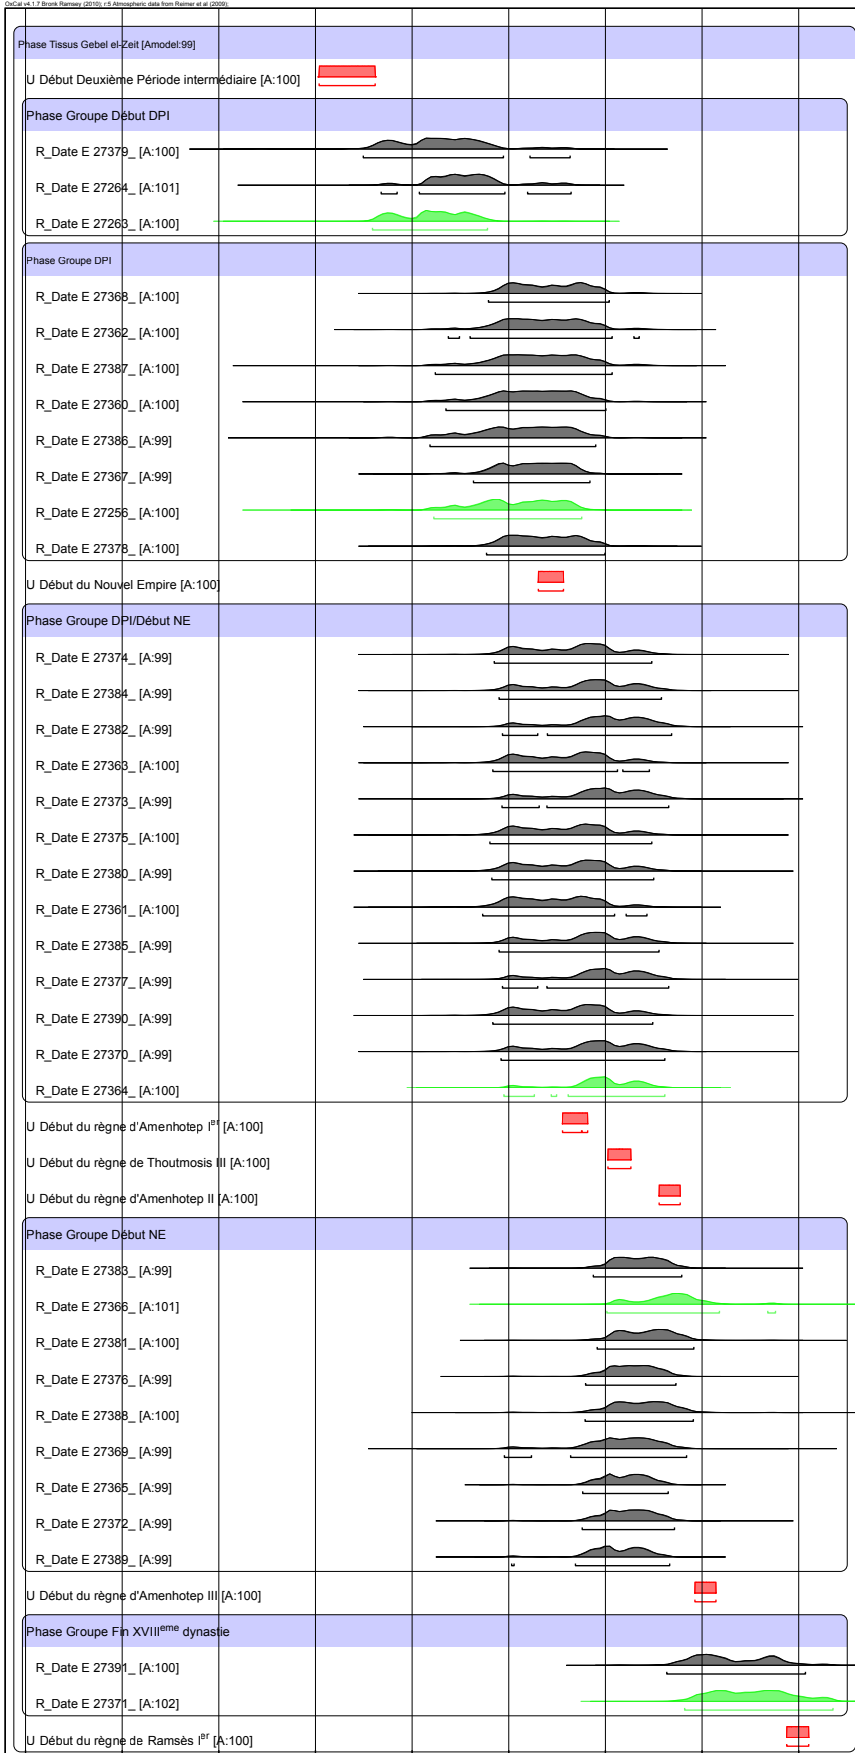 OxCal v4.1.7 Bronk Ramsey (2010); r:5 Atmospheric data from Reimer et al (2009);
Phase Tissus Gebel el-Zeit [Amodel:99]
U Début Deuxième Période intermédiaire [A:100]
Phase Groupe Début DPI
R_Date E 27379_ [A:100]
R_Date E 27264_ [A:101]
R_Date E 27263_ [A:100]
Phase Groupe DPI
R_Date E 27368_ [A:100]
R_Date E 27362_ [A:100]
R_Date E 27387_ [A:100]
R_Date E 27360_ [A:100]
R_Date E 27386_ [A:99]
R_Date E 27367_ [A:99]
R_Date E 27256_ [A:100]
R_Date E 27378_ [A:100]
U Début du Nouvel Empire [A:100]
Phase Groupe DPI/Début NE
R_Date E 27374_ [A:99]
R_Date E 27384_ [A:99]
R_Date E 27382_ [A:99]
R_Date E 27363_ [A:100]
R_Date E 27373_ [A:99]
R_Date E 27375_ [A:100]
R_Date E 27380_ [A:99]
R_Date E 27361_ [A:100]
R_Date E 27385_ [A:99]
R_Date E 27377_ [A:99]
R_Date E 27390_ [A:99]
R_Date E 27370_ [A:99]
R_Date E 27364_ [A:100]
U Début du règne d'Amenhotep Iᵉʳ [A:100]
U Début du règne de Thoutmosis III [A:100]
U Début du règne d'Amenhotep II [A:100]
Phase Groupe Début NE
R_Date E 27383_ [A:99]
R_Date E 27366_ [A:101]
R_Date E 27381_ [A:100]
R_Date E 27376_ [A:99]
R_Date E 27388_ [A:100]
R_Date E 27369_ [A:99]
R_Date E 27365_ [A:99]
R_Date E 27372_ [A:99]
R_Date E 27389_ [A:99]
U Début du règne d'Amenhotep III [A:100]
Phase Groupe Fin XVIIIᵉᵐᵉ dynastie
R_Date E 27391_ [A:100]
R_Date E 27371_ [A:102]
U Début du règne de Ramsès Iᵉʳ [A:100]